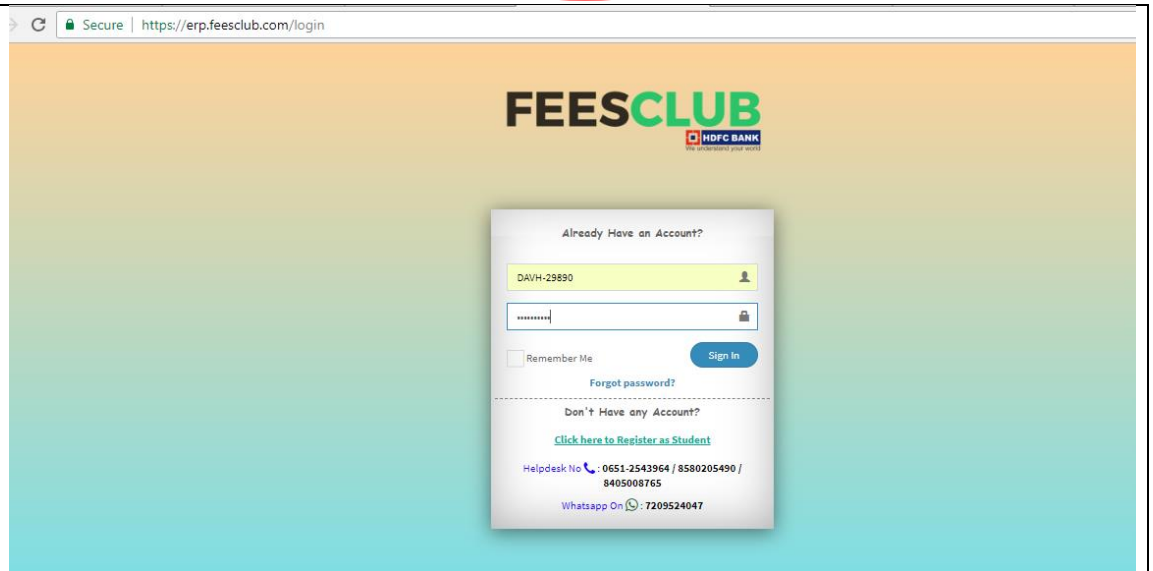 Secure | https://erp.feesclub.com/login
FEESCLUB
HDFC BANK
We understand your world
Already Have an Account?
DAVH-29890
Remember Me
Sign In
Forgot password?
Don't Have any Account?
Click here to Register as Student
Helpdesk No : 0651-2543964 / 8580205490 /
8405008765
Whatsapp On : 7209524047